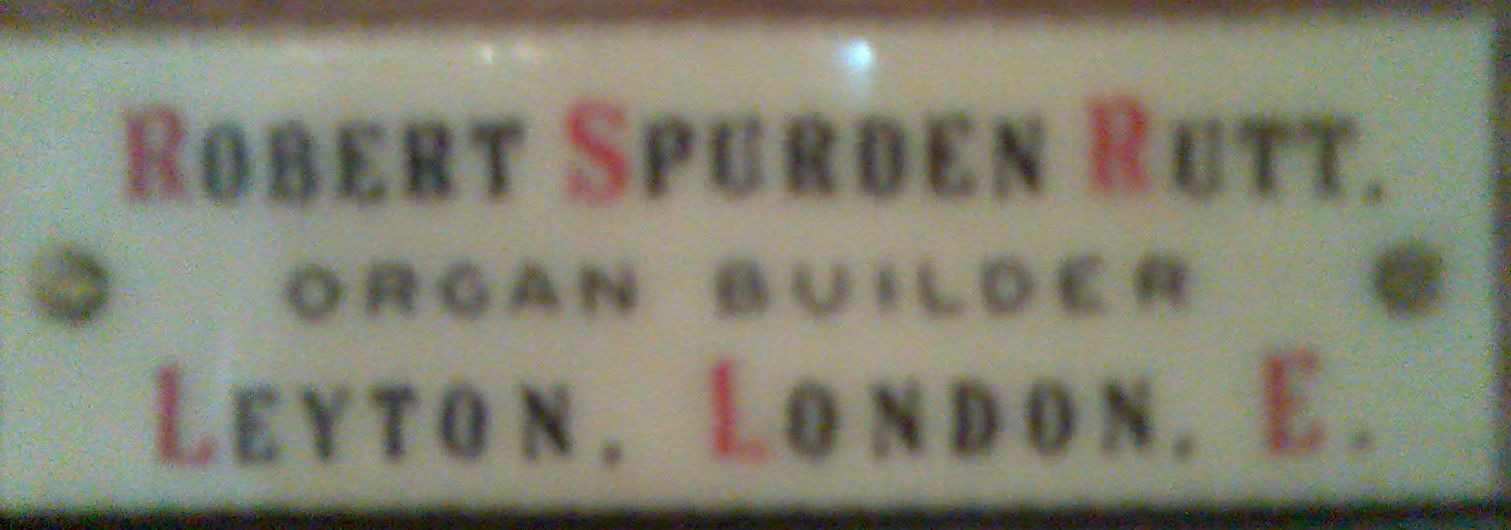 ROBERT SPURDEN RUTT.
ORGAN BUILDER
LEYTON, LONDON, E.